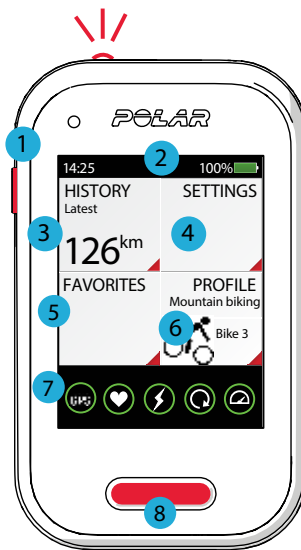 POLAR
1
2
14:25 100%
HISTORY SETTINGS
Latest
3
126km
4
FAVORITES PROFILE
Mountain biking
5
6
Bike 3
7
GPS
8